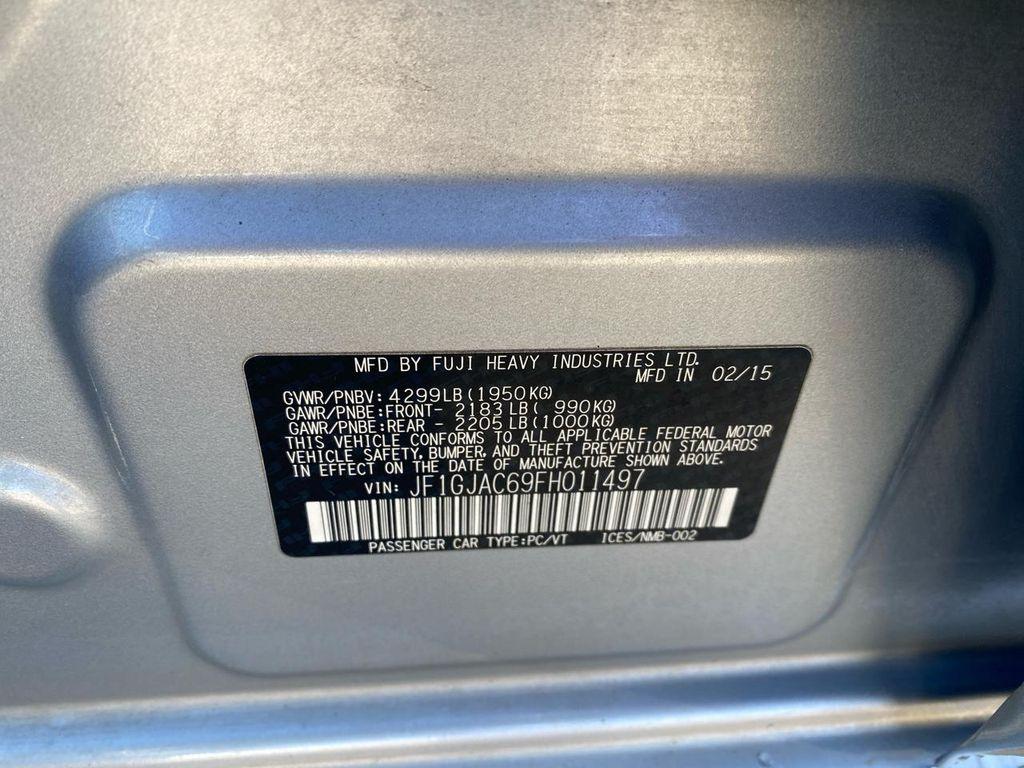 MFD BY FUJI HEAVY INDUSTRIES LTD.
MFD IN 02/15
GVWR/PNBV: 4299LB(1950KG)
GAWR/PNBE:FRONT- 2183LB( 990KG)
GAWR/PNBE:REAR - 2205LB(1000KG)
THIS VEHICLE CONFORMS TO ALL APPLICABLE FEDERAL MOTOR
VEHICLE SAFETY, BUMPER, AND THEFT PREVENTION STANDARDS
IN EFFECT ON THE DATE OF MANUFACTURE SHOWN ABOVE.
VIN: JF1GJAC69FH011497
PASSENGER CAR TYPE:PC/VT ICES/NMB-002